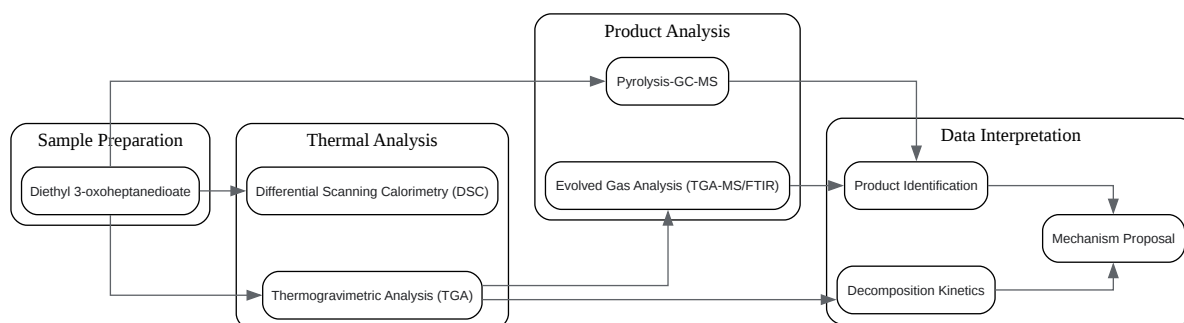 Product Analysis
Pyrolysis-GC-MS
Sample Preparation
Thermal Analysis
Data Interpretation
Diethyl 3-oxoheptanedioate
Differential Scanning Calorimetry (DSC)
Evolved Gas Analysis (TGA-MS/FTIR)
Product Identification
Mechanism Proposal
Thermogravimetric Analysis (TGA)
Decomposition Kinetics